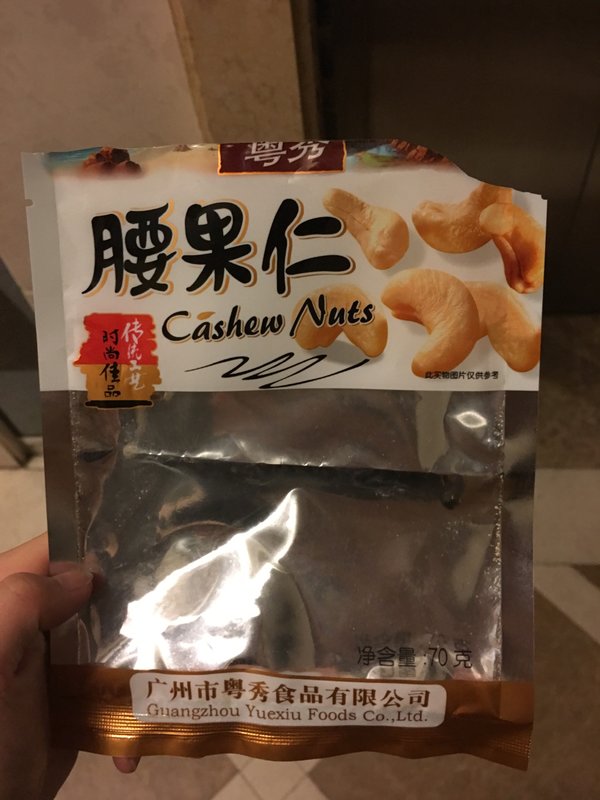 粤秀
腰果仁
Cashew Nuts
传统工艺
时尚佳品
此实物图片仅供参考
净含量:70克
广州市粤秀食品有限公司
Guangzhou Yuexiu Foods Co.,Ltd.